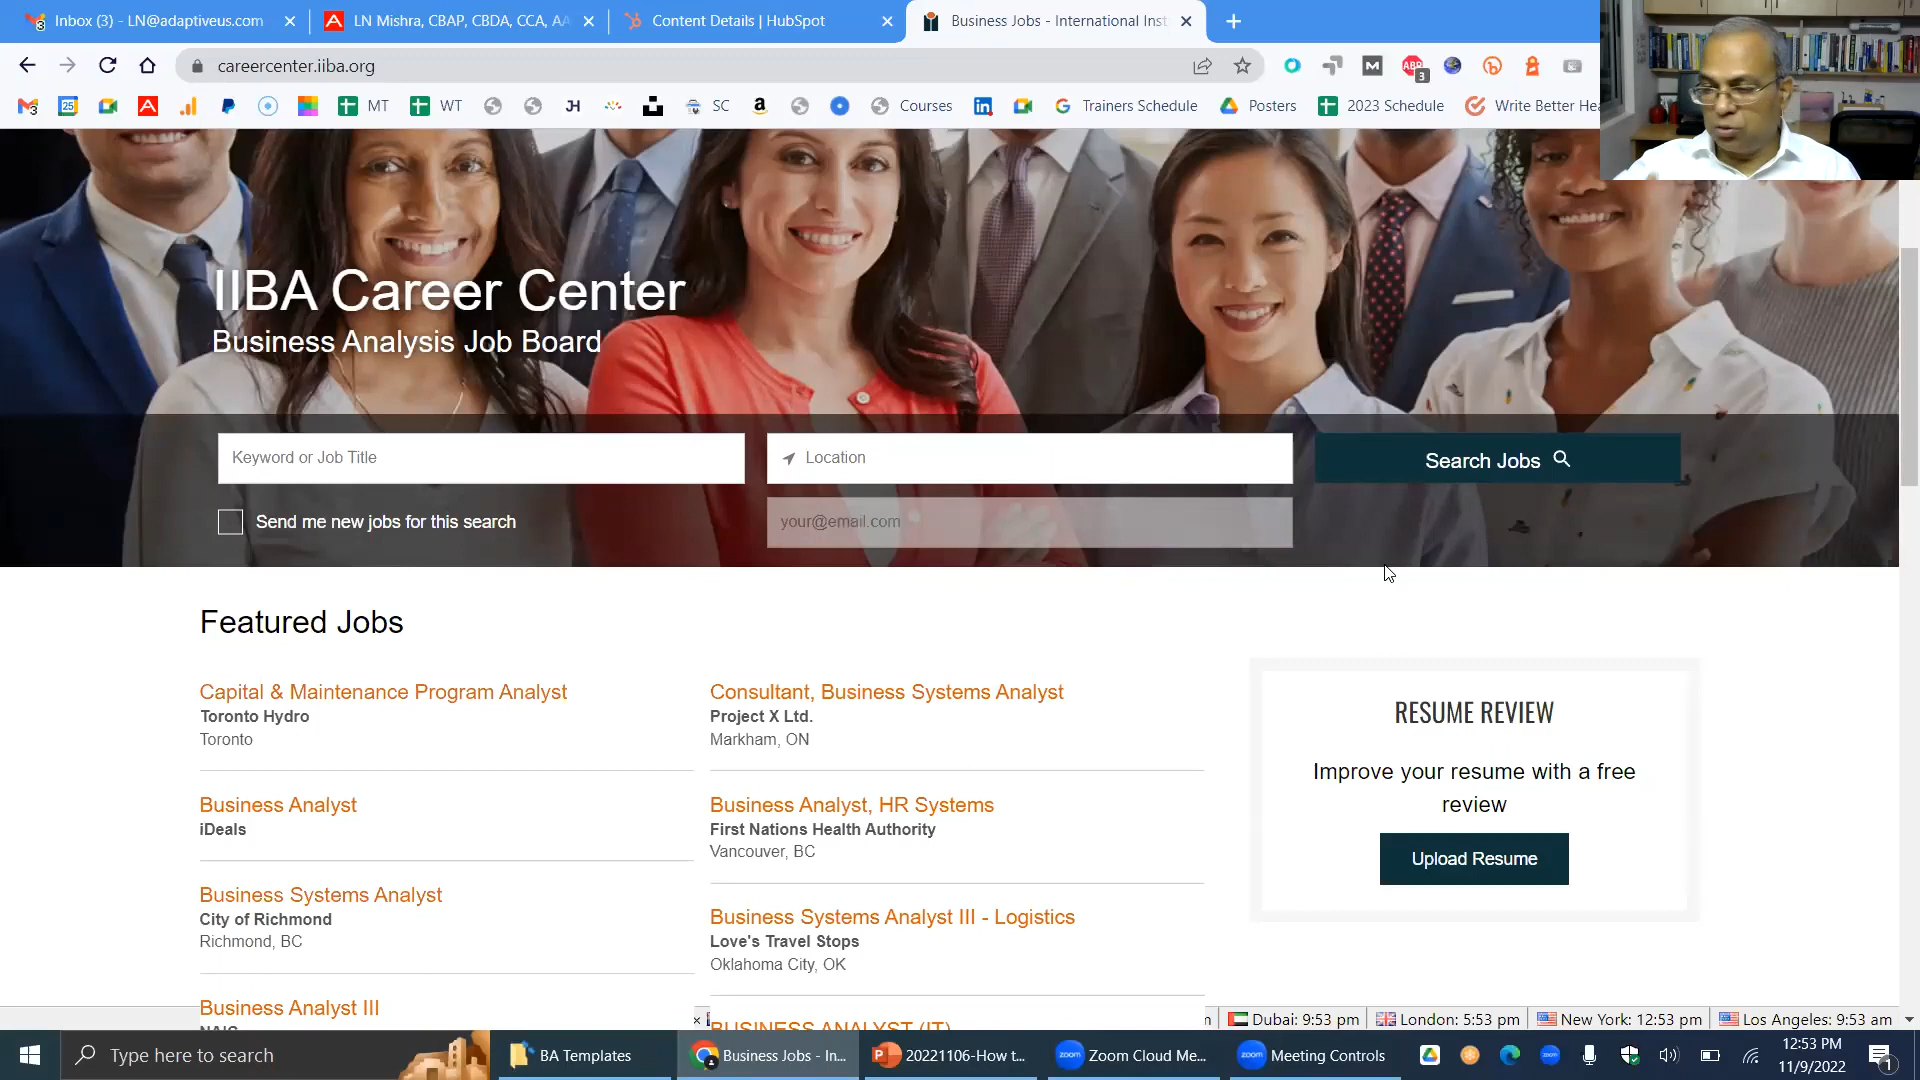 Inbox (3) - LN@adaptiveus.com
LN Mishra, CBAP, CBDA, CCA, AA
Content Details | HubSpot
Business Jobs - International Inst
careercenter.iiba.org
ABP
3
M
MT
WT
JH
SC
Courses
Trainers Schedule
Posters
2023 Schedule
Write Better Hea
IIBA Career Center
Business Analysis Job Board
Keyword or Job Title
Location
Search Jobs
Send me new jobs for this search
your@email.com
Featured Jobs
Capital & Maintenance Program Analyst
Toronto Hydro
Toronto
Consultant, Business Systems Analyst
Project X Ltd.
Markham, ON
Business Analyst
iDeals
Business Analyst, HR Systems
First Nations Health Authority
Vancouver, BC
Business Systems Analyst
City of Richmond
Richmond, BC
Business Systems Analyst III - Logistics
Love's Travel Stops
Oklahoma City, OK
Business Analyst III
NAIC
BUSINESS ANALYST (IT)
RESUME REVIEW
Improve your resume with a free
review
Upload Resume
Dubai: 9:53 pm
London: 5:53 pm
New York: 12:53 pm
Los Angeles: 9:53 am
Type here to search
BA Templates
Business Jobs - In...
20221106-How t...
Zoom Cloud Me...
Meeting Controls
12:53 PM
11/9/2022
1